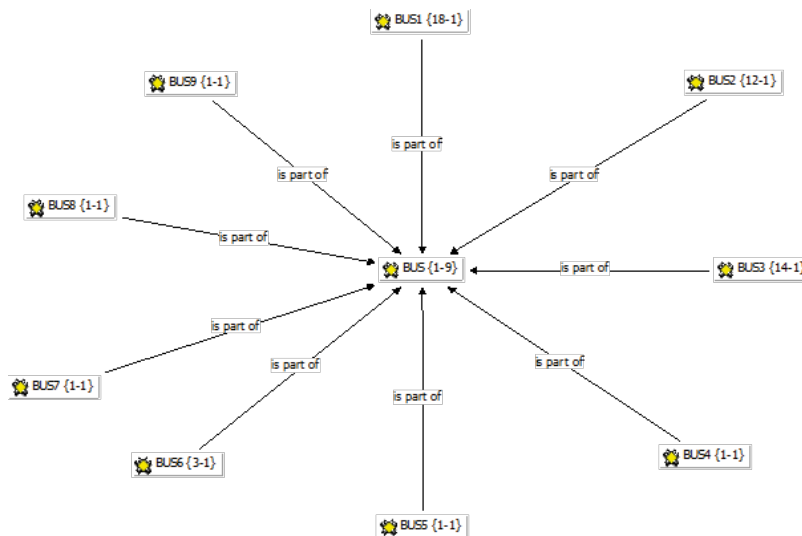 BUS1 {18-1}
BUS9 {1-1}
BUS2 {12-1}
is part of
is part of
is part of
BUS8 {1-1}
is part of
BUS {1-9}
is part of
BUS3 {14-1}
is part of
is part of
is part of
is part of
BUS7 {1-1}
BUS6 {3-1}
BUS4 {1-1}
BUS5 {1-1}